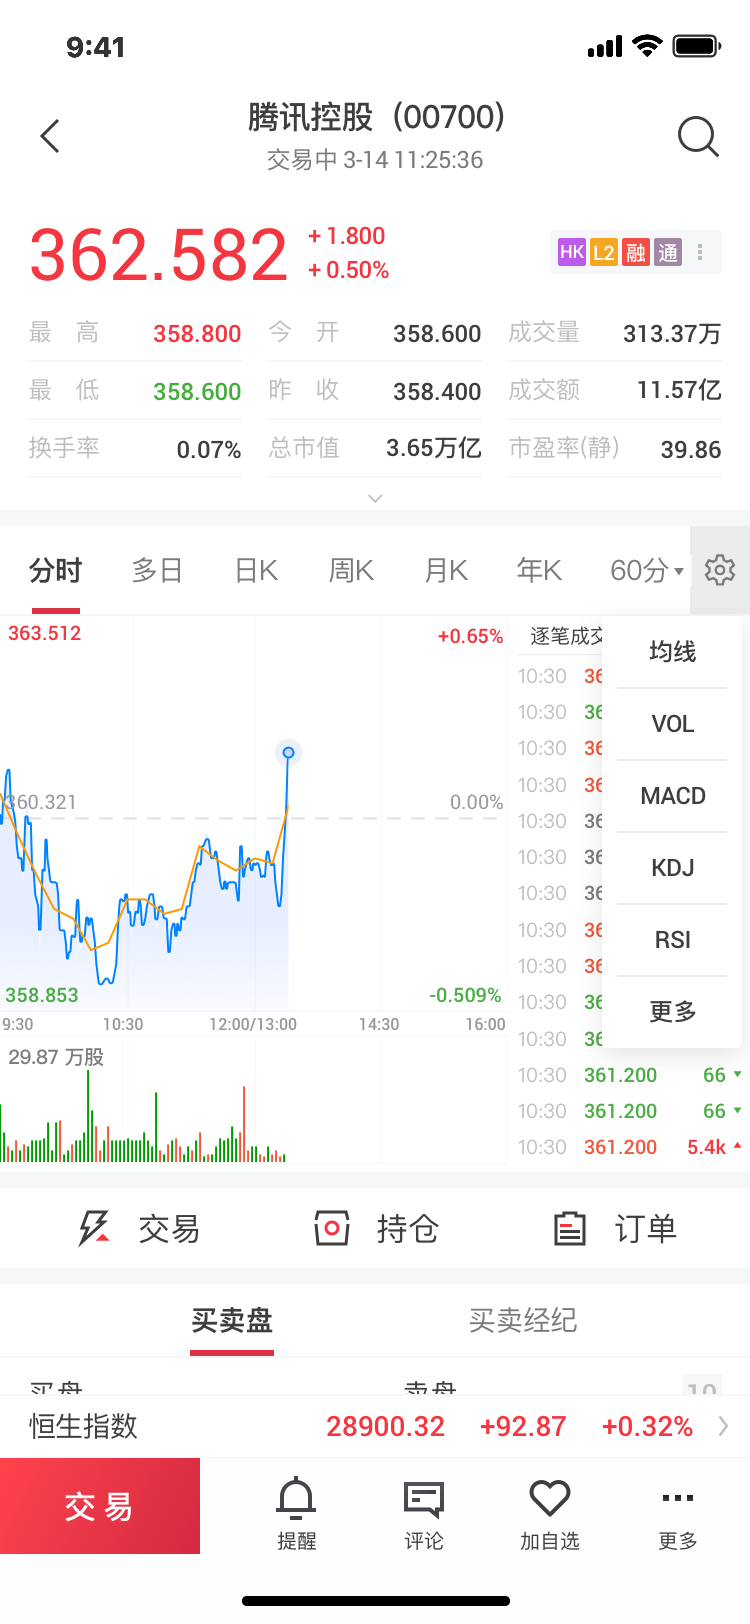 9:41
腾讯控股（00700）
交易中 3-14 11:25:36
362.582
+1.800
+0.50%
HK L2 融 通
最 高 358.800 今 开 358.600 成交量 313.37万
最 低 358.600 昨 收 358.400 成交额 11.57亿
换手率 0.07% 总市值 3.65万亿 市盈率(静) 39.86
分时 多日 日K 周K 月K 年K 60分
363.512 +0.65%
逐笔成交
均线
VOL
MACD
KDJ
RSI
更多
360.321 0.00%
358.853 -0.509%
9:30 10:30 12:00/13:00 14:30 16:00
29.87 万股
10:30 36
10:30 36
10:30 36
10:30 36
10:30 36
10:30 36
10:30 36
10:30 36
10:30 36
10:30 36
10:30 36
10:30 361.200 66
10:30 361.200 66
10:30 361.200 5.4k
交易 持仓 订单
买卖盘 买卖经纪
买盘 卖盘 10
恒生指数 28900.32 +92.87 +0.32%
交易
提醒 评论 加自选 更多